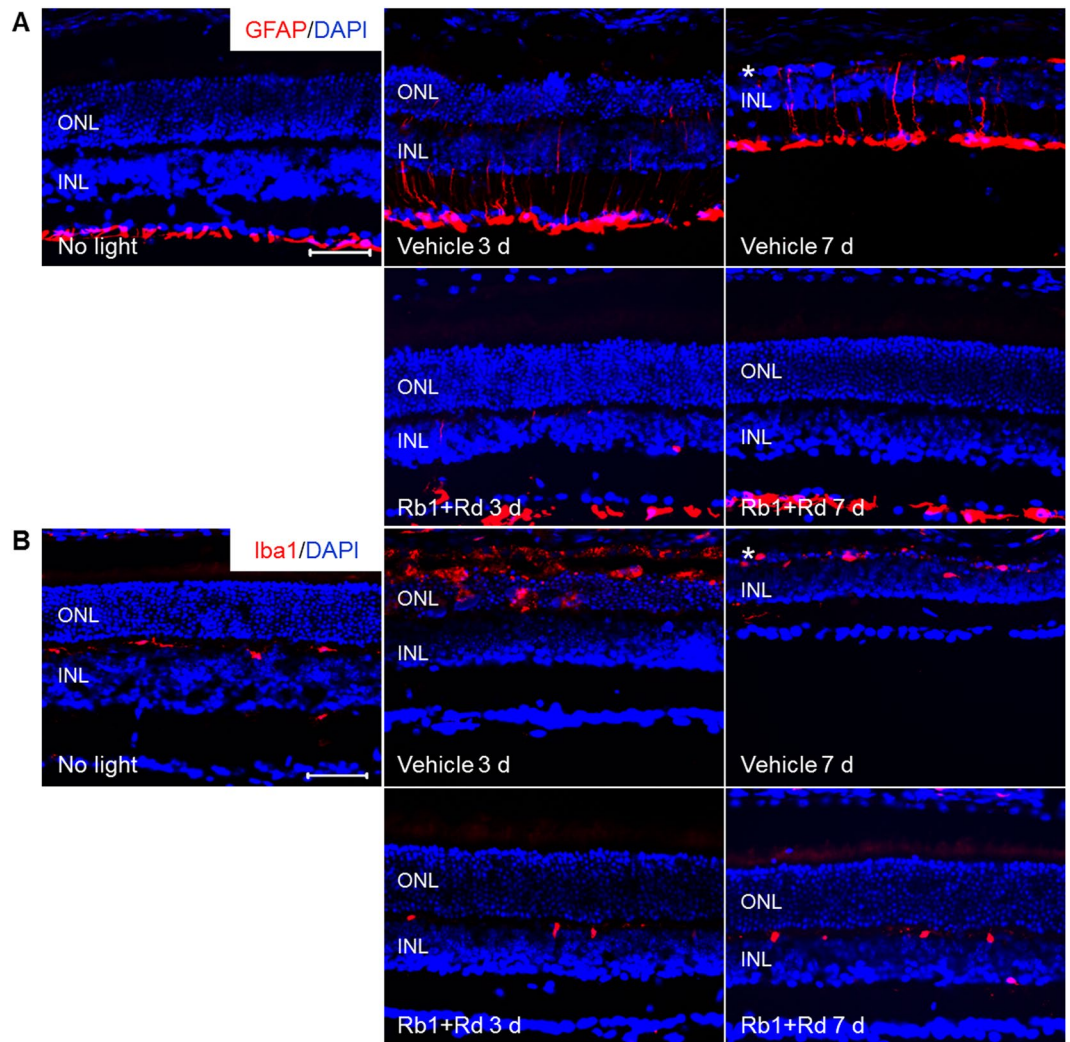 A
GFAP/DAPI
ONL
INL
No light
ONL
INL
Vehicle 3 d
*
INL
Vehicle 7 d
ONL
INL
Rb1+Rd 3 d
ONL
INL
Rb1+Rd 7 d
B
Iba1/DAPI
ONL
INL
No light
ONL
INL
Vehicle 3 d
*
INL
Vehicle 7 d
ONL
INL
Rb1+Rd 3 d
ONL
INL
Rb1+Rd 7 d